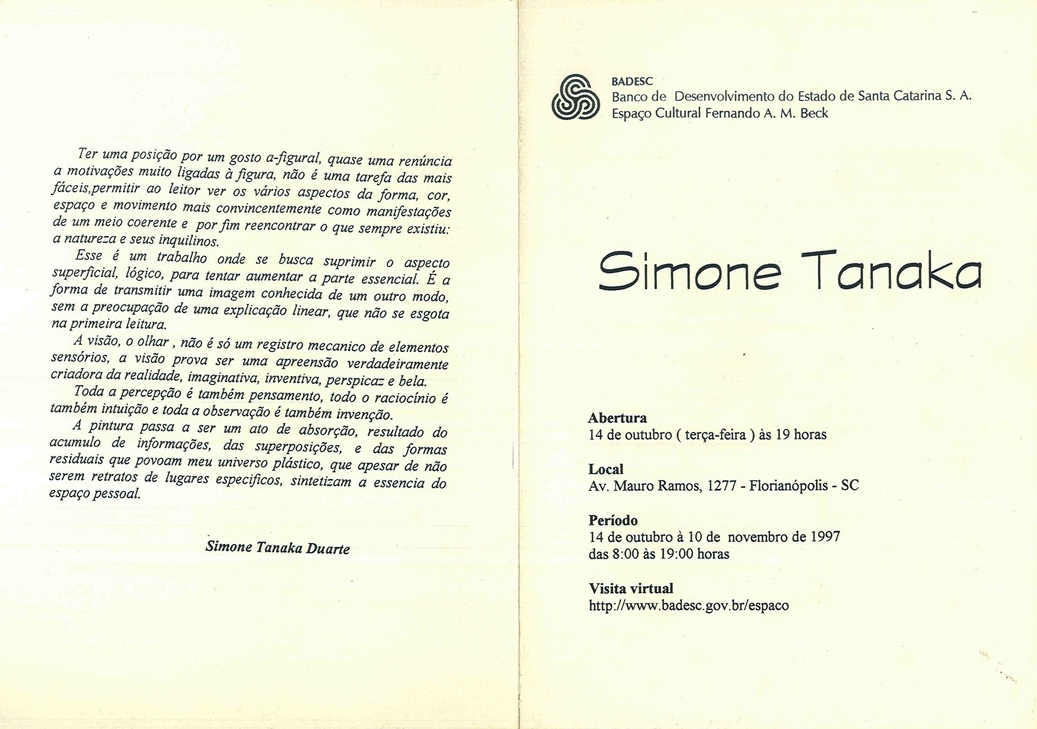 Ter uma posição por um gosto a-figural, quase uma renúncia
a motivações muito ligadas à figura, não é uma tarefa das mais
fáceis,permitir ao leitor ver os vários aspectos da forma, cor,
espaço e movimento mais convincentemente como manifestações
de um meio coerente e por fim reencontrar o que sempre existiu:
a natureza e seus inquilinos.
Esse é um trabalho onde se busca suprimir o aspecto
superficial, lógico, para tentar aumentar a parte essencial. É a
forma de transmitir uma imagem conhecida de um outro modo,
sem a preocupação de uma explicação linear, que não se esgota
na primeira leitura.
A visão, o olhar , não é só um registro mecanico de elementos
sensórios, a visão prova ser uma apreensão verdadeiramente
criadora da realidade, imaginativa, inventiva, perspicaz e bela.
Toda a percepção é também pensamento, todo o raciocínio é
também intuição e toda a observação é também invenção.
A pintura passa a ser um ato de absorção, resultado do
acumulo de informações, das superposições, e das formas
residuais que povoam meu universo plástico, que apesar de não
serem retratos de lugares especificos, sintetizam a essencia do
espaço pessoal.
Simone Tanaka Duarte
BADESC
Banco de Desenvolvimento do Estado de Santa Catarina S. A.
Espaço Cultural Fernando A. M. Beck
Simone Tanaka
Abertura
14 de outubro ( terça-feira ) às 19 horas
Local
Av. Mauro Ramos, 1277 - Florianópolis - SC
Período
14 de outubro à 10 de novembro de 1997
das 8:00 às 19:00 horas
Visita virtual
http://www.badesc.gov.br/espaco